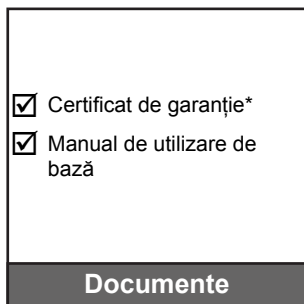 ☑ Certificat de garanție*
☑ Manual de utilizare de
bază
Documente